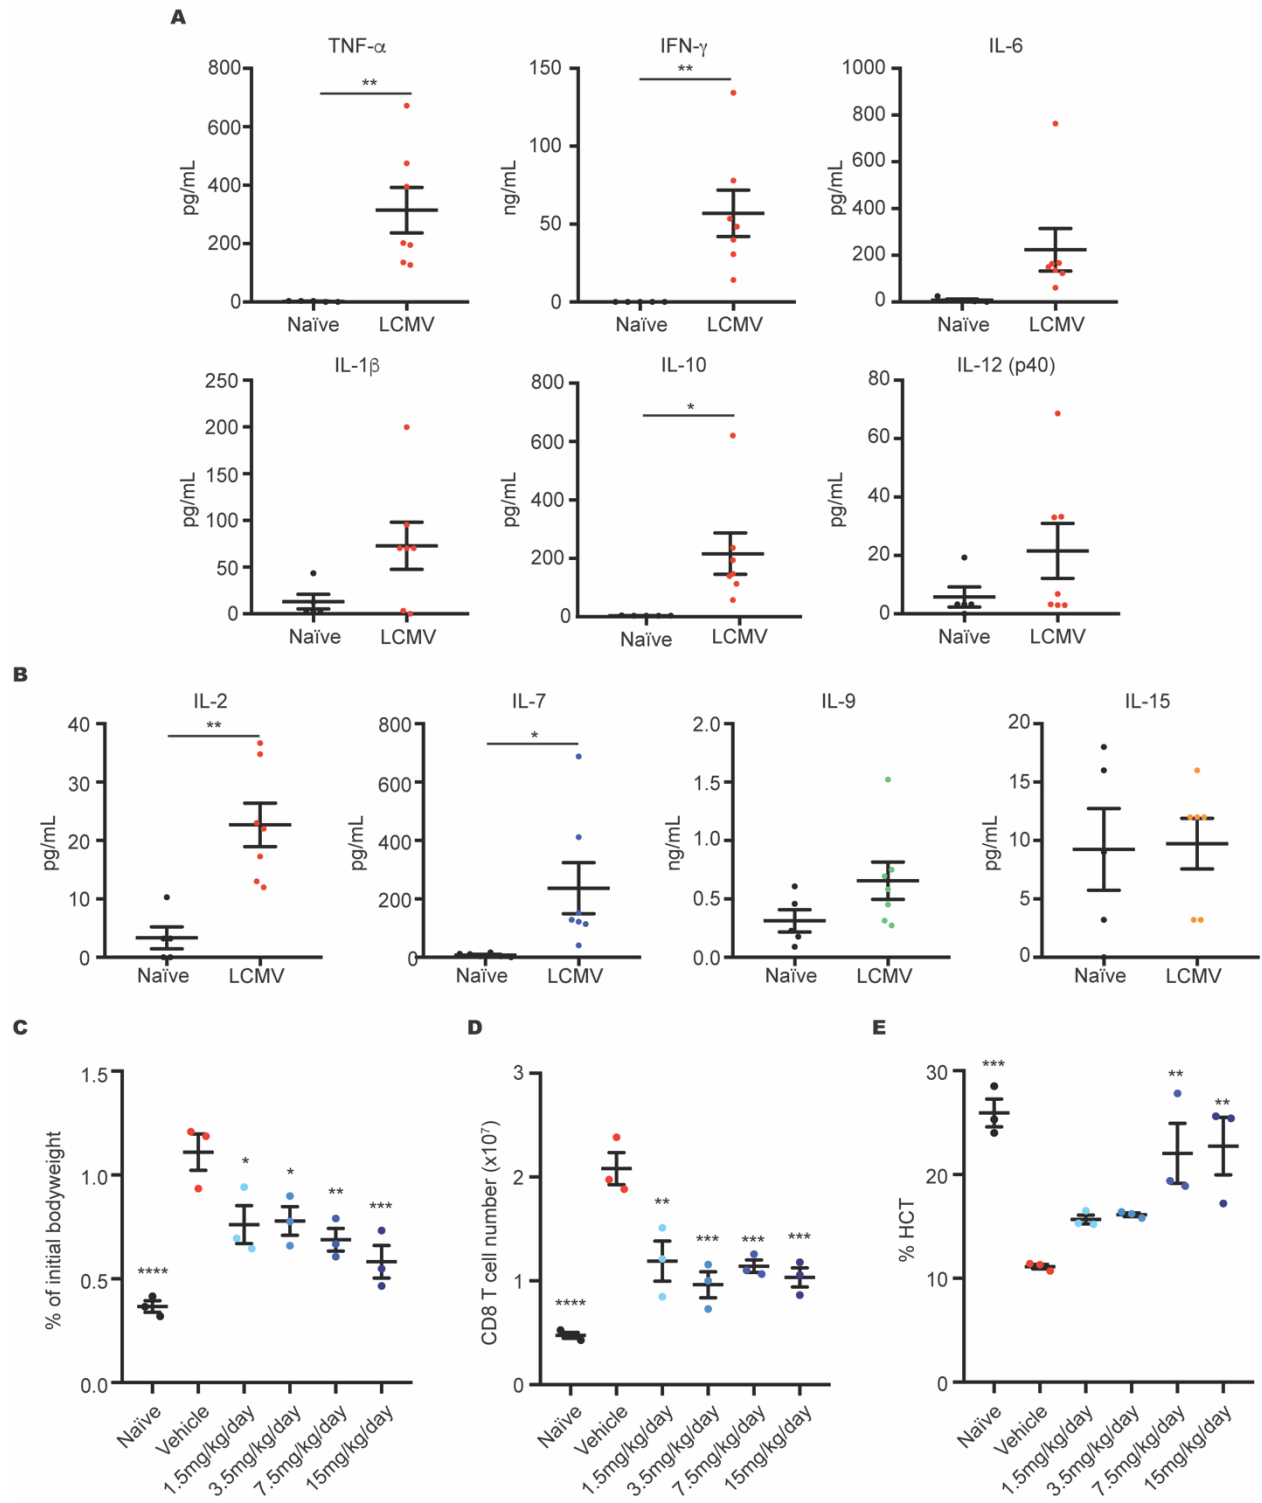 A
TNF-α
IFN-γ
IL-6
800
600
400
200
0
pg/mL
**
Naïve
LCMV
150
100
50
0
ng/mL
**
Naïve
LCMV
1000
800
600
400
200
0
pg/mL
Naïve
LCMV
IL-1β
IL-10
IL-12 (p40)
250
200
150
100
50
0
pg/mL
Naïve
LCMV
800
600
400
200
0
pg/mL
*
Naïve
LCMV
80
60
40
20
0
pg/mL
Naïve
LCMV
B
IL-2
IL-7
IL-9
IL-15
40
30
20
10
0
pg/mL
**
Naïve
LCMV
800
600
400
200
0
pg/mL
*
Naïve
LCMV
2.0
1.5
1.0
0.5
0.0
ng/mL
Naïve
LCMV
20
15
10
5
0
pg/mL
Naïve
LCMV
C
1.5
1.0
0.5
0.0
% of initial bodyweight
****
*
*
**
***
Naïve
Vehicle
1.5mg/kg/day
3.5mg/kg/day
7.5mg/kg/day
15mg/kg/day
D
3
2
1
0
CD8 T cell number (x10⁷)
****
**
***
***
***
Naïve
Vehicle
1.5mg/kg/day
3.5mg/kg/day
7.5mg/kg/day
15mg/kg/day
E
30
20
10
0
% HCT
***
**
**
Naïve
Vehicle
1.5mg/kg/day
3.5mg/kg/day
7.5mg/kg/day
15mg/kg/day